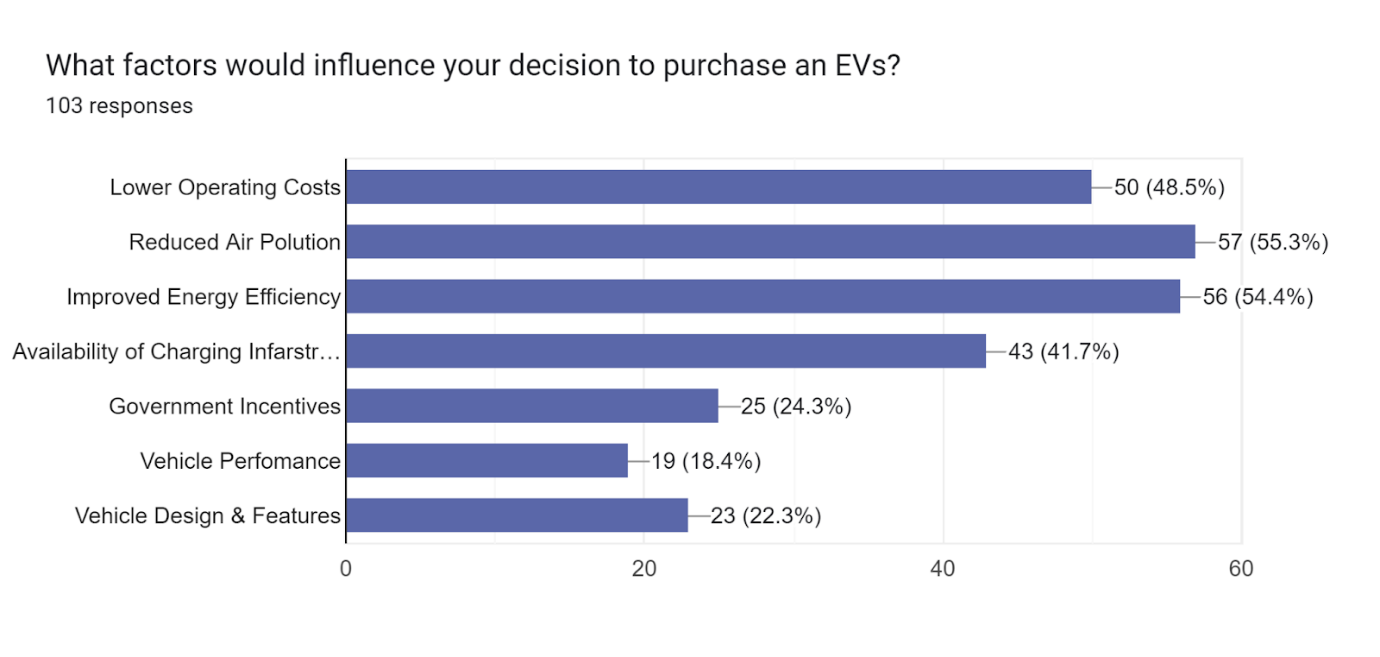 What factors would influence your decision to purchase an EVs?
103 responses
Lower Operating Costs 50 (48.5%)
Reduced Air Polution 57 (55.3%)
Improved Energy Efficiency 56 (54.4%)
Availability of Charging Infarstr… 43 (41.7%)
Government Incentives 25 (24.3%)
Vehicle Perfomance 19 (18.4%)
Vehicle Design & Features 23 (22.3%)
0 20 40 60